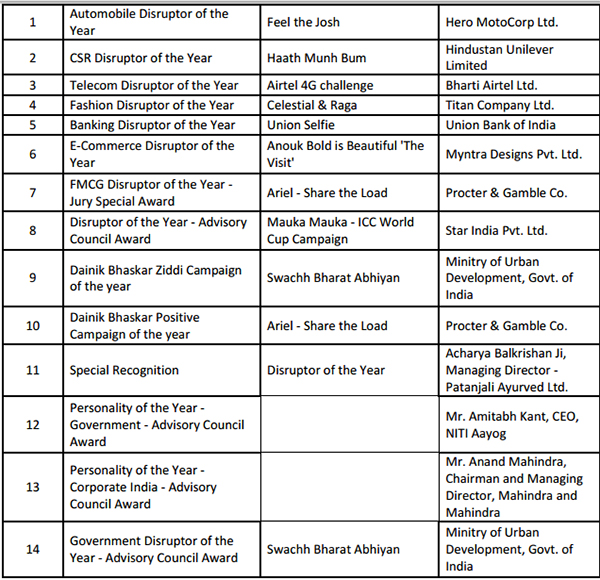 1 Automobile Disruptor of the Year Feel the Josh Hero MotoCorp Ltd.
2 CSR Disruptor of the Year Haath Munh Bum Hindustan Unilever Limited
3 Telecom Disruptor of the Year Airtel 4G challenge Bharti Airtel Ltd.
4 Fashion Disruptor of the Year Celestial & Raga Titan Company Ltd.
5 Banking Disruptor of the Year Union Selfie Union Bank of India
6 E-Commerce Disruptor of the Year Anouk Bold is Beautiful 'The Visit' Myntra Designs Pvt. Ltd.
7 FMCG Disruptor of the Year - Jury Special Award Ariel - Share the Load Procter & Gamble Co.
8 Disruptor of the Year - Advisory Council Award Mauka Mauka - ICC World Cup Campaign Star India Pvt. Ltd.
9 Dainik Bhaskar Ziddi Campaign of the year Swachh Bharat Abhiyan Minitry of Urban Development, Govt. of India
10 Dainik Bhaskar Positive Campaign of the year Ariel - Share the Load Procter & Gamble Co.
11 Special Recognition Disruptor of the Year Acharya Balkrishan Ji, Managing Director - Patanjali Ayurved Ltd.
12 Personality of the Year - Government - Advisory Council Award Mr. Amitabh Kant, CEO, NITI Aayog
13 Personality of the Year - Corporate India - Advisory Council Award Mr. Anand Mahindra, Chairman and Managing Director, Mahindra and Mahindra
14 Government Disruptor of the Year - Advisory Council Award Swachh Bharat Abhiyan Minitry of Urban Development, Govt. of India